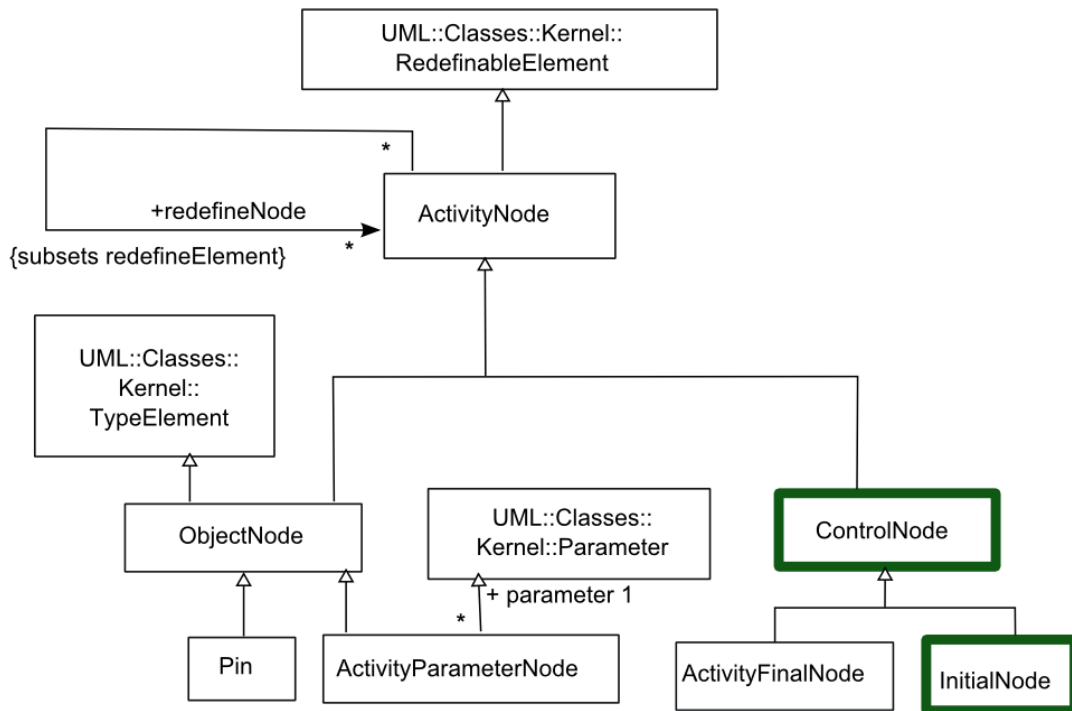 UML::Classes::Kernel::
RedefinableElement
*
+redefineNode
*
{subsets redefineElement}
ActivityNode
UML::Classes::
Kernel::
TypeElement
ObjectNode
UML::Classes::
Kernel::Parameter
ControlNode
+ parameter 1
*
Pin
ActivityParameterNode
ActivityFinalNode
InitialNode